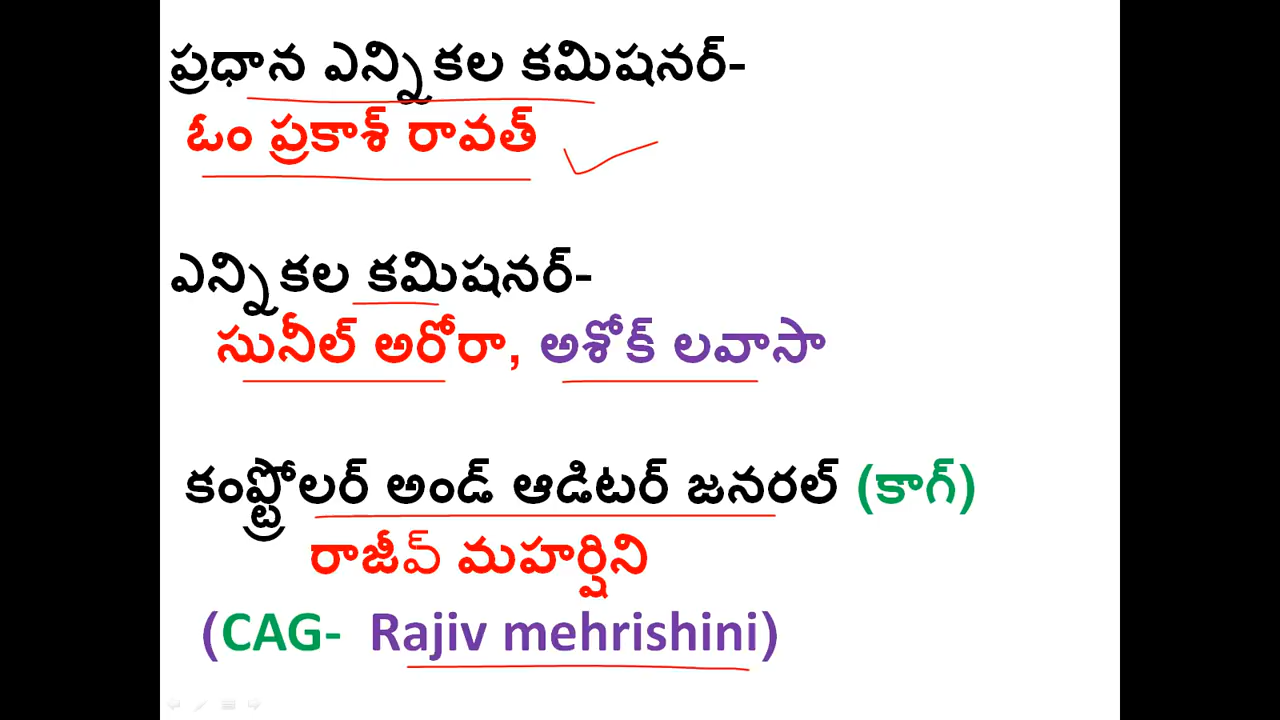 ప్రధాన ఎన్నికల కమిషనర్-
ఓం ప్రకాశ్ రావత్
ఎన్నికల కమిషనర్-
సునీల్ అరోరా, అశోక్ లవాసా
కంప్ట్రోలర్ అండ్ ఆడిటర్ జనరల్ (కాగ్)
రాజీవ్ మహర్షిని
(CAG- Rajiv mehrishini)